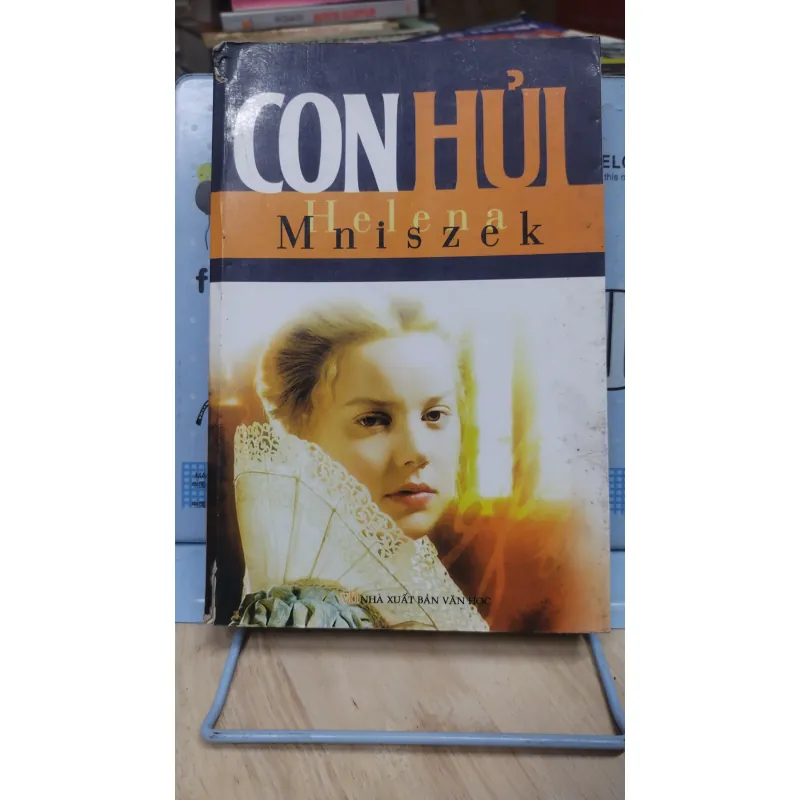 CON HỦI
Helena
Mniszek
NHÀ XUẤT BẢN VĂN HỌC